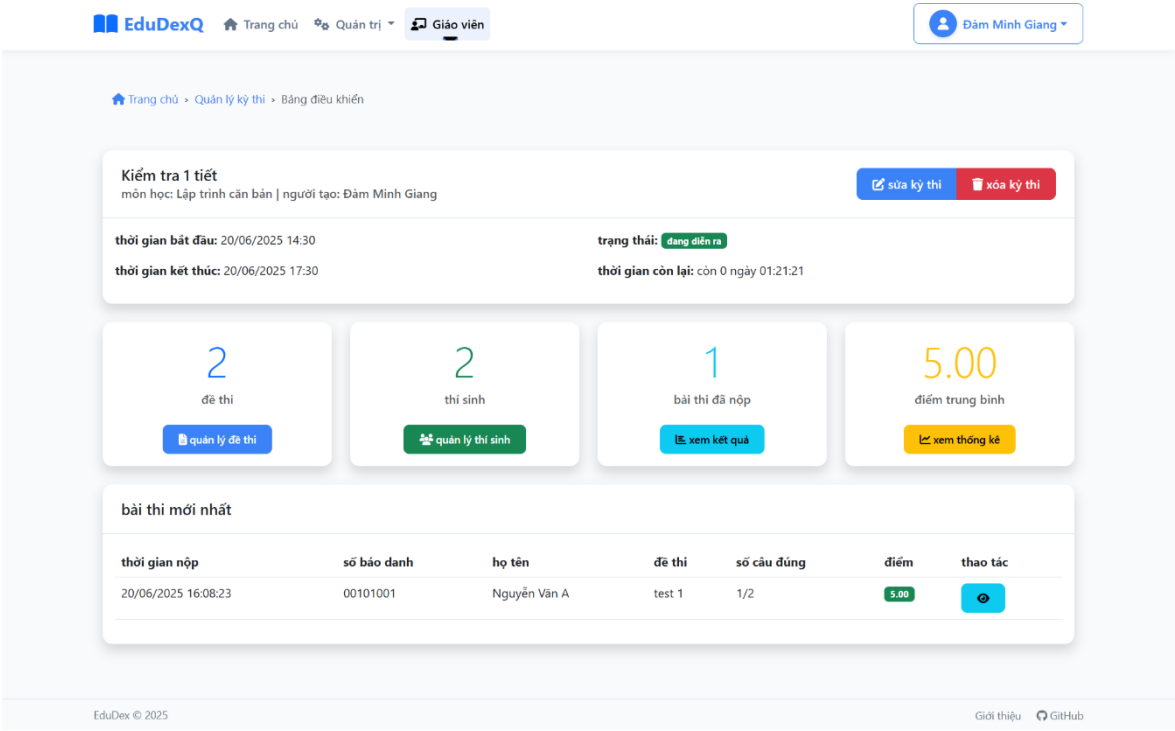 EduDexQ Trang chủ Quản trị Giáo viên Đàm Minh Giang
Trang chủ › Quản lý kỳ thi › Bảng điều khiển
Kiểm tra 1 tiết
môn học: Lập trình căn bản | người tạo: Đàm Minh Giang
sửa kỳ thi xóa kỳ thi
thời gian bắt đầu: 20/06/2025 14:30
trạng thái: đang diễn ra
thời gian kết thúc: 20/06/2025 17:30
thời gian còn lại: còn 0 ngày 01:21:21
2
đề thi
quản lý đề thi
2
thí sinh
quản lý thí sinh
1
bài thi đã nộp
xem kết quả
5.00
điểm trung bình
xem thống kê
bài thi mới nhất
thời gian nộp số báo danh họ tên đề thi số câu đúng điểm thao tác
20/06/2025 16:08:23 00101001 Nguyễn Văn A test 1 1/2 5.00
EduDex © 2025 Giới thiệu GitHub